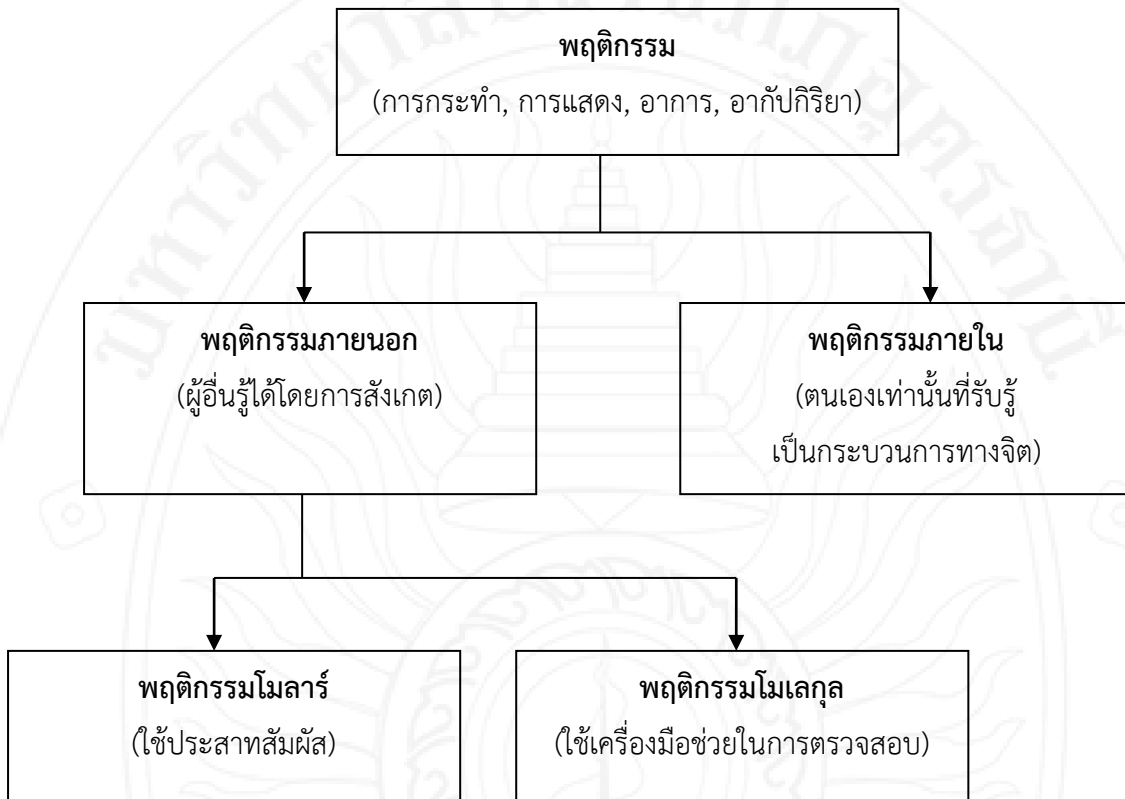 พฤติกรรม
(การกระทำ, การแสดง, อาการ, อากัปกิริยา)
พฤติกรรมภายนอก
(ผู้อื่นรู้ได้โดยการสังเกต)
พฤติกรรมภายใน
(ตนเองเท่านั้นที่รับรู้
เป็นกระบวนการทางจิต)
พฤติกรรมโมลาร์
(ใช้ประสาทสัมผัส)
พฤติกรรมโมเลกุล
(ใช้เครื่องมือช่วยในการตรวจสอบ)